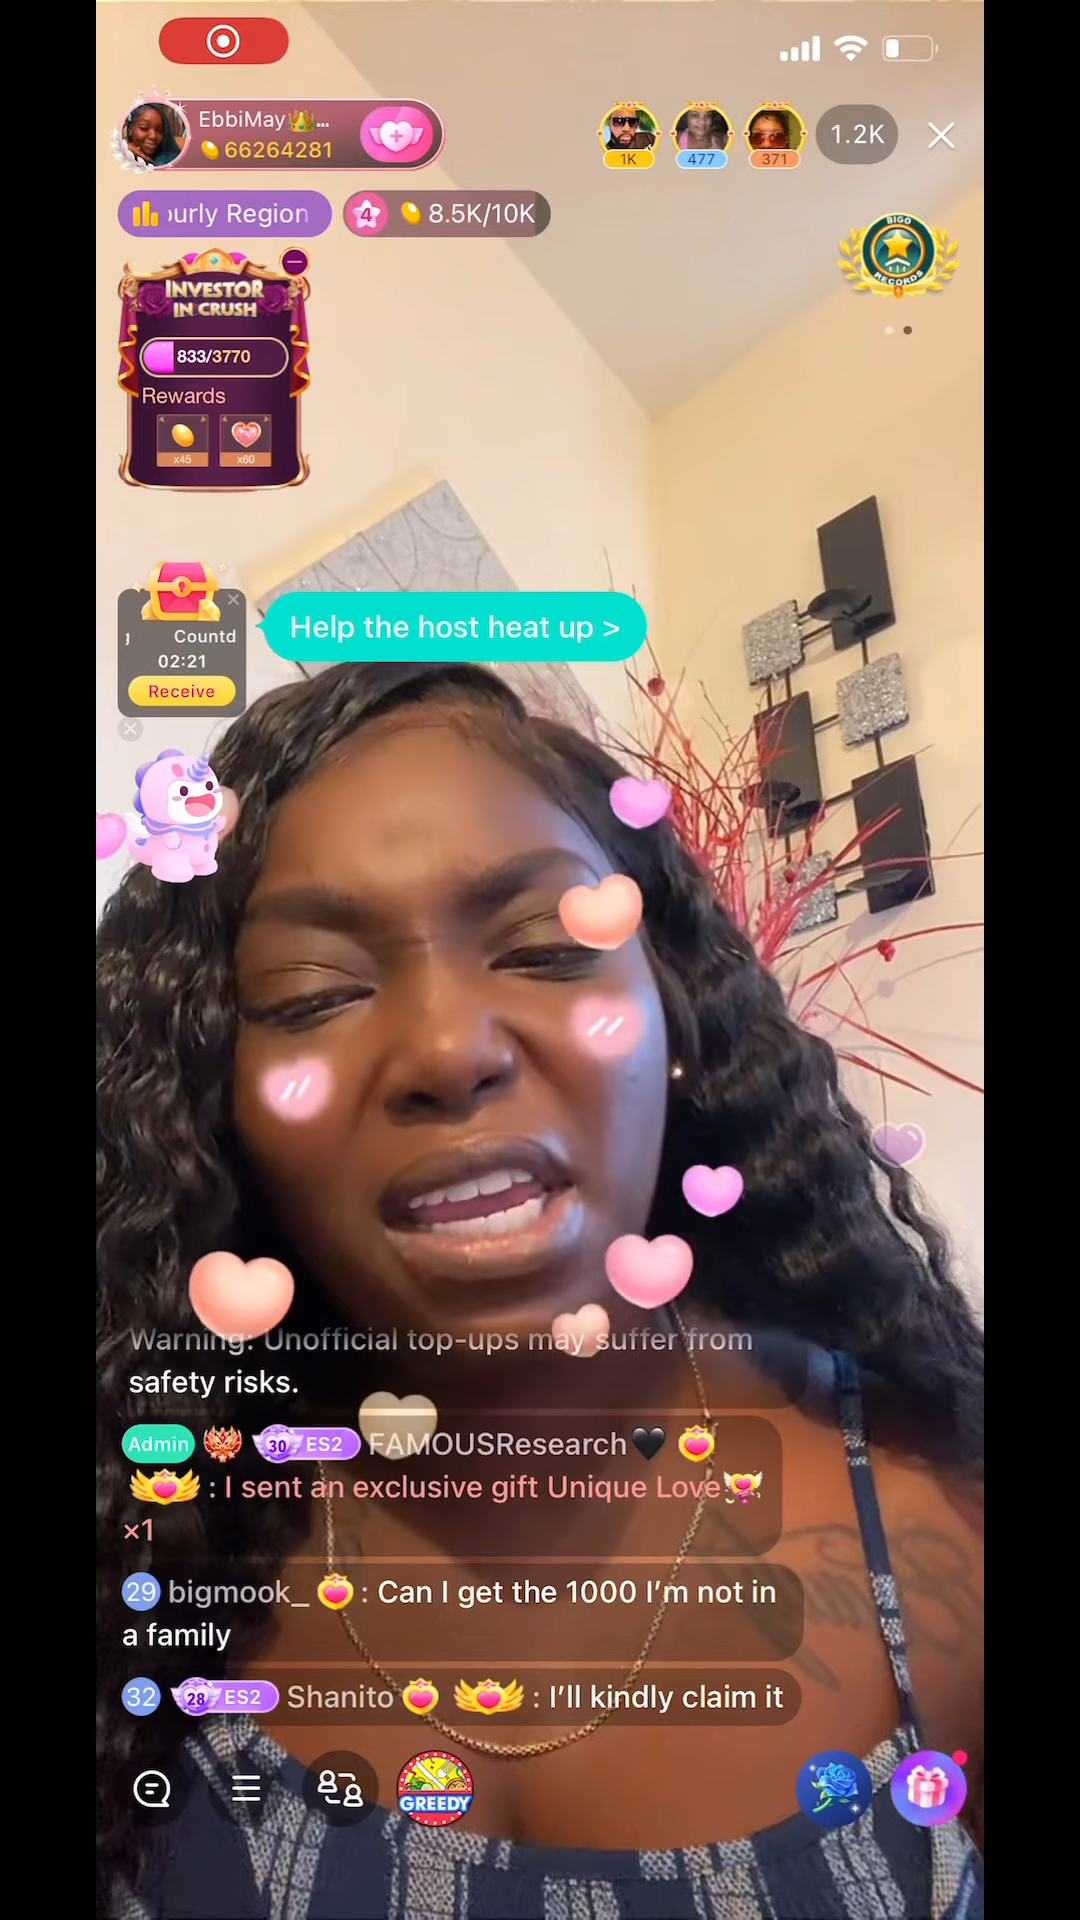 EbbiMay👑...
66264281
1K
477
371
1.2K
urly Region
4
8.5K/10K
BIGO
RECORDS
INVESTOR
IN CRUSH
833/3770
Rewards
x45
x60
Help the host heat up >
Countd
02:21
Receive
Warning: Unofficial top-ups may suffer from
safety risks.
Admin 30 ES2 FAMOUSResearch🖤
: I sent an exclusive gift Unique Love
×1
29 bigmook_ : Can I get the 1000 I'm not in
a family
32 28 ES2 Shanito : I'll kindly claim it
GREEDY